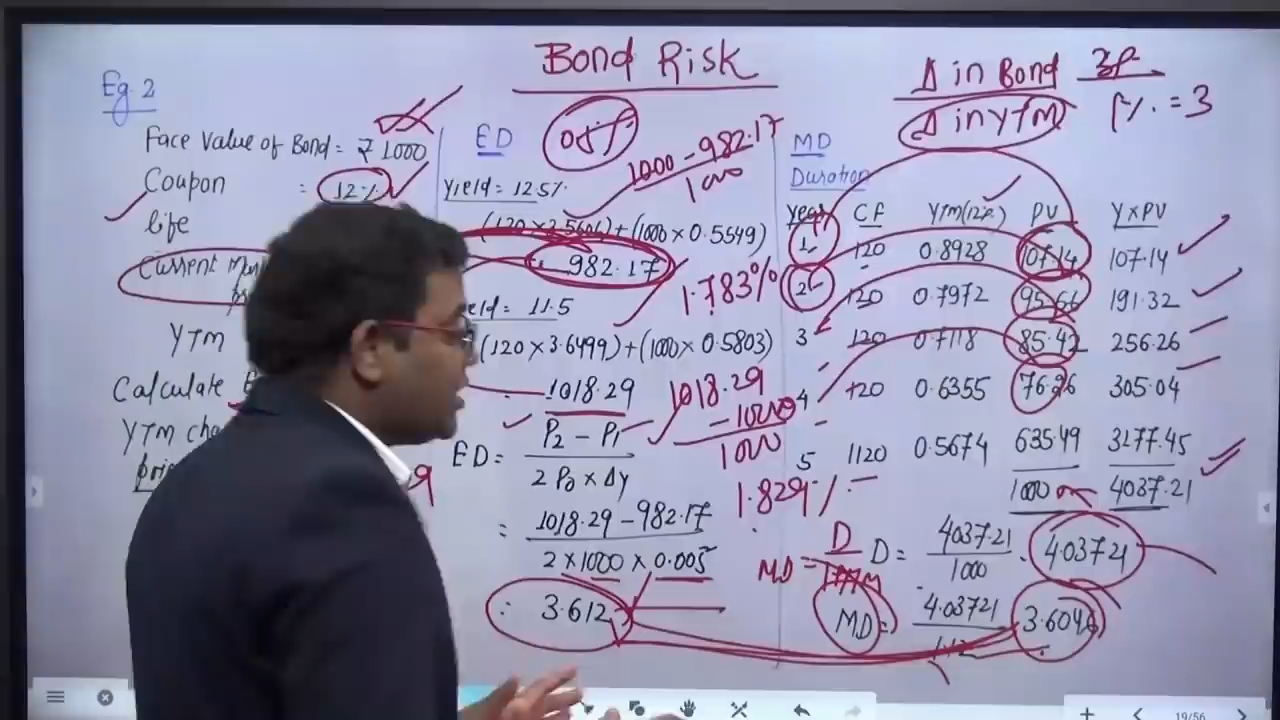 Bond Risk
Eg. 2
Face Value of Bond = ₹ 1000
Coupon : 12%
life
Current
YTM
Calculate
YTM
ED
Yield = 12.5%
1000 - 982.17
1000
(120 × 3.5606) + (1000 × 0.5549)
982.17
1.783%
11.5
(120 × 3.6499) + (1000 × 0.5803)
1018.29
1018.29
- 1000
1000
1.829%
ED = P2 - P1
2 P0 × Δy
= 1018.29 - 982.17
2 × 1000 × 0.005
: 3.612
Δ in Bond
Δ in YTM
1%. = 3
MD
Duration
Year CF YTM(12%) PV Y×PV
1 120 0.8928 107.14 107.14
2 120 0.7972 95.66 191.32
3 120 0.7118 85.42 256.26
4 120 0.6355 76.26 305.04
5 1120 0.5674 635.49 3177.45
1000 4037.21
MD = D
D = 4037.21
1000
4.03721
MD = 4.03721
1.12
3.6046
19/56